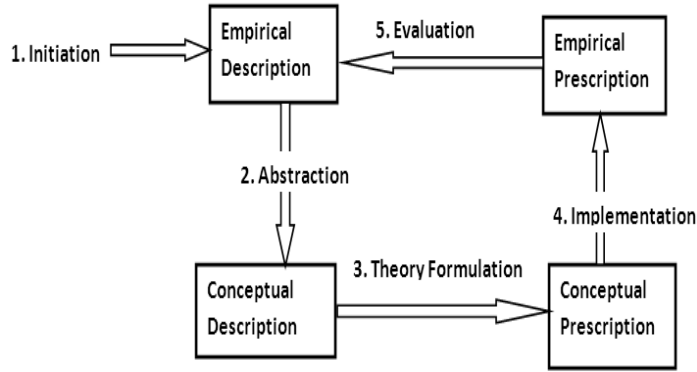 1. Initiation
Empirical
Description
5. Evaluation
Empirical
Prescription
2. Abstraction
4. Implementation
Conceptual
Description
3. Theory Formulation
Conceptual
Prescription